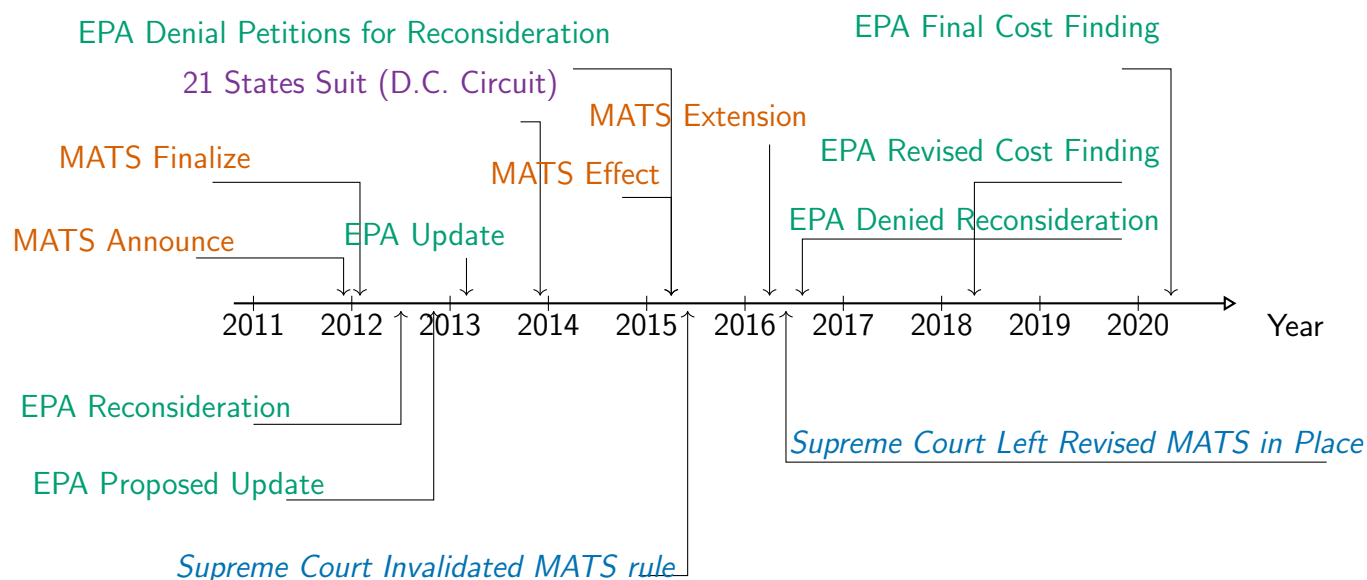 EPA Final Cost Finding
EPA Denial Petitions for Reconsideration
21 States Suit (D.C. Circuit)
MATS Extension
MATS Finalize
EPA Revised Cost Finding
MATS Effect
EPA Denied Reconsideration
MATS Announce
EPA Update
2011 2012 2013 2014 2015 2016 2017 2018 2019 2020 Year
EPA Reconsideration
Supreme Court Left Revised MATS in Place
EPA Proposed Update
Supreme Court Invalidated MATS rule